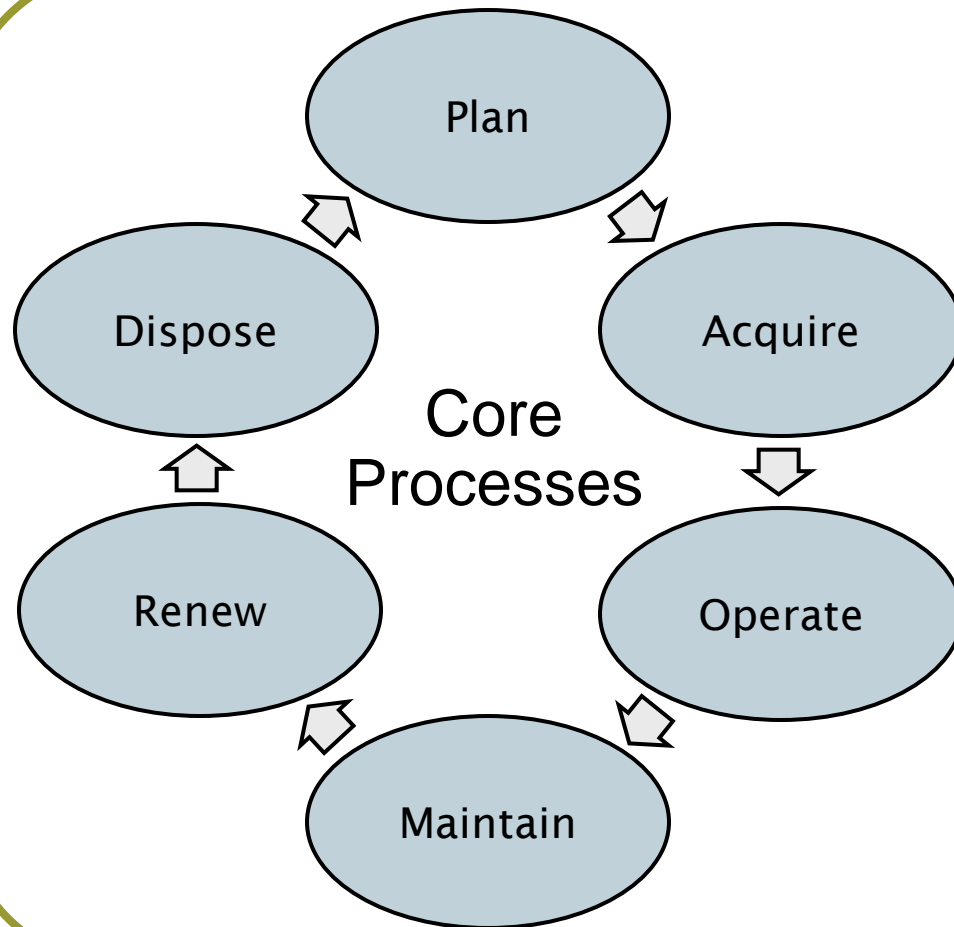 Plan
Acquire
Operate
Maintain
Renew
Dispose
Core
Processes